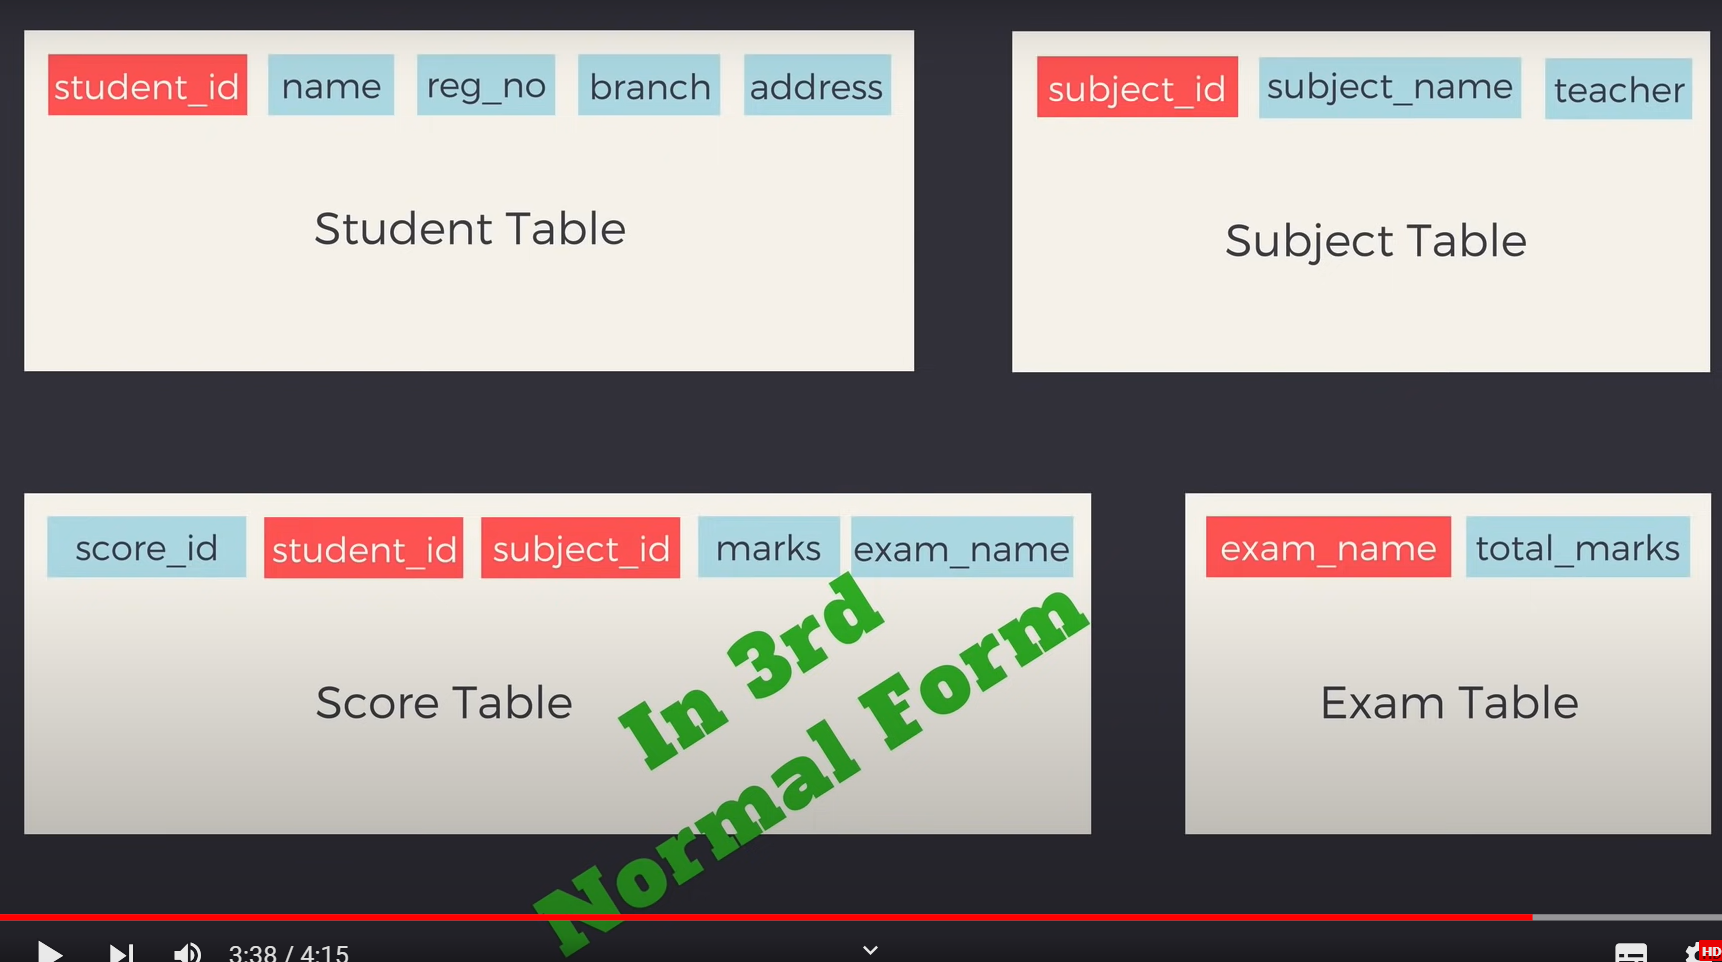 student_id name reg_no branch address
Student Table
subject_id subject_name teacher
Subject Table
score_id student_id subject_id marks exam_name
Score Table
In 3rd
Normal Form
exam_name total_marks
Exam Table
3:38 / 4:15
HD